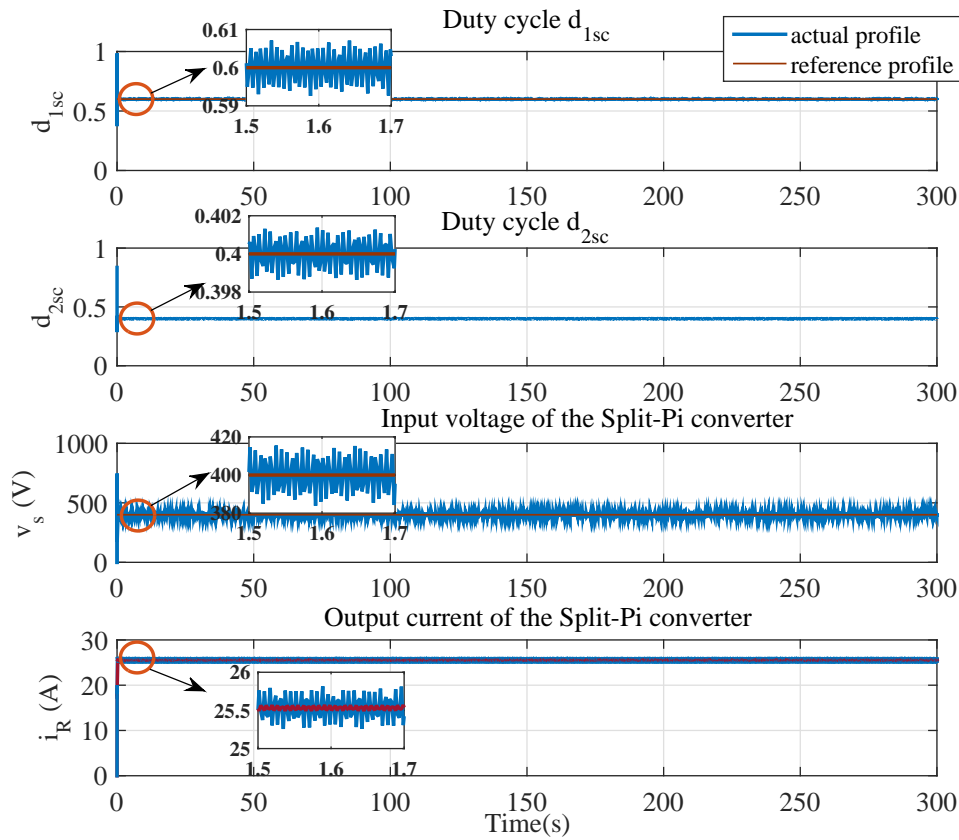 Duty cycle d1sc
actual profile
reference profile
d1sc
1
0.5
0
0.61
0.6
0.59
1.5 1.6 1.7
0 50 100 150 200 250 300
Duty cycle d2sc
d2sc
1
0.5
0
0.402
0.4
0.398
1.5 1.6 1.7
0 50 100 150 200 250 300
Input voltage of the Split-Pi converter
v s (V)
1000
500
0
420
400
380
1.5 1.6 1.7
0 50 100 150 200 250 300
Output current of the Split-Pi converter
i R (A)
30
20
10
0
26
25.5
25
1.5 1.6 1.7
0 50 100 150 200 250 300
Time(s)